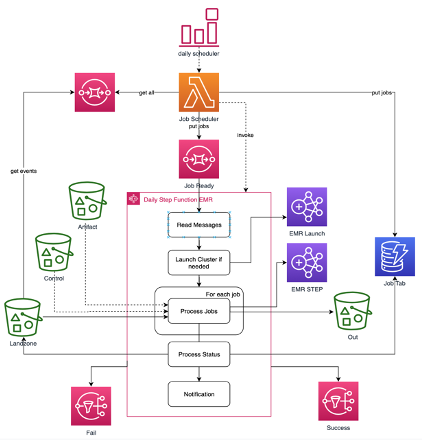 daily scheduler
get all
Job Scheduler
put jobs
put jobs
invoke
get events
Job Ready
Daily Step Function EMR
Artifact
Read Messages
EMR Launch
Control
Launch Cluster if
needed
EMR STEP
Job Tab
For each job
Process Jobs
Landzone
Out
Process Status
Notification
Fail
Success